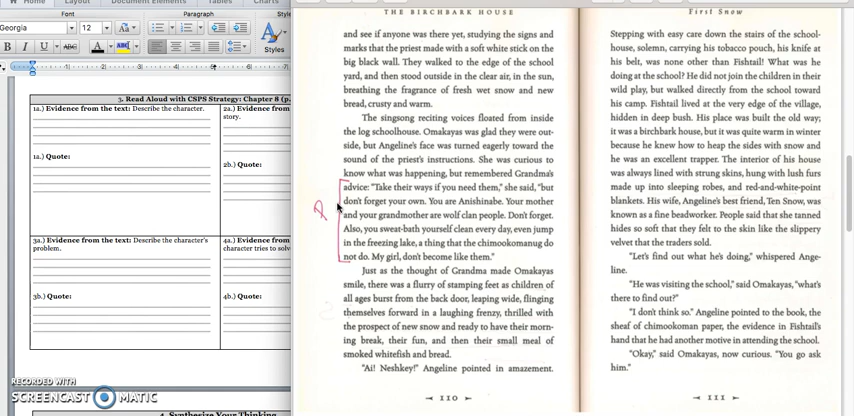 Home
Layout
Tables
Charts
Font
Paragraph
Georgia
12
B I U ABC
Styles
3. Read Aloud with CSPS Strategy: Chapter 8 (p.
1a.) Evidence from the text: Describe the character.
1a.) Quote:
2a.) Evidence
story.
2b.) Quote:
3a.) Evidence from the text: Describe the character's
problem.
3b.) Quote:
4a.) Evidence
character tries to solv
4b.) Quote:
RECORDED WITH
SCREENCAST MATIC
4. Synthesize Your Thinking
THE BIRCHBARK HOUSE
and see if anyone was there yet, studying the signs and
marks that the priest made with a soft white stick on the
big black wall. They walked to the edge of the school
yard, and then stood outside in the clear air, in the sun,
breathing the fragrance of fresh wet snow and new
bread, crusty and warm.
The singsong reciting voices floated from inside
the log schoolhouse. Omakayas was glad they were out-
side, but Angeline's face was turned eagerly toward the
sound of the priest's instructions. She was curious to
know what was happening, but remembered Grandma's
advice: "Take their ways if you need them," she said, "but
don't forget your own. You are Anishinabe. Your mother
and your grandmother are wolf clan people. Don't forget.
Also, you sweat-bath yourself clean every day, even jump
in the freezing lake, a thing that the chimookomanug do
not do. My girl, don't become like them."
Just as the thought of Grandma made Omakayas
smile, there was a flurry of stamping feet as children of
all ages burst from the back door, leaping wide, flinging
themselves forward in a laughing frenzy, thrilled with
the prospect of new snow and ready to have their morn-
ing break, their fun, and then their small meal of
smoked whitefish and bread.
"Ai! Neshkey!" Angeline pointed in amazement.
110
First Snow
Stepping with easy care down the stairs of the school-
house, solemn, carrying his tobacco pouch, his knife at
his belt, was none other than Fishtail! What was he
doing at the school? He did not join the children in their
wild play, but walked directly from the school toward
his camp. Fishtail lived at the very edge of the village,
hidden in deep bush. His place was built the old way;
it was a birchbark house, but it was quite warm in winter
because he knew how to heap the sides with snow and
he was an excellent trapper. The interior of his house
was always lined with strong skins, hung with lush furs
made up into sleeping robes, and red-and-white-point
blankets. His wife, Angeline's best friend, Ten Snow, was
known as a fine beadworker. People said that she tanned
hides so soft that they felt to the skin like the slippery
velvet that the traders sold.
"Let's find out what he's doing," whispered Ange-
line.
"He was visiting the school," said Omakayas, "what's
there to find out?"
"I don't think so." Angeline pointed to the book, the
sheaf of chimookoman paper, the evidence in Fishtail's
hand that he had another motive in attending the school.
"Okay," said Omakayas, now curious. "You go ask
him."
111